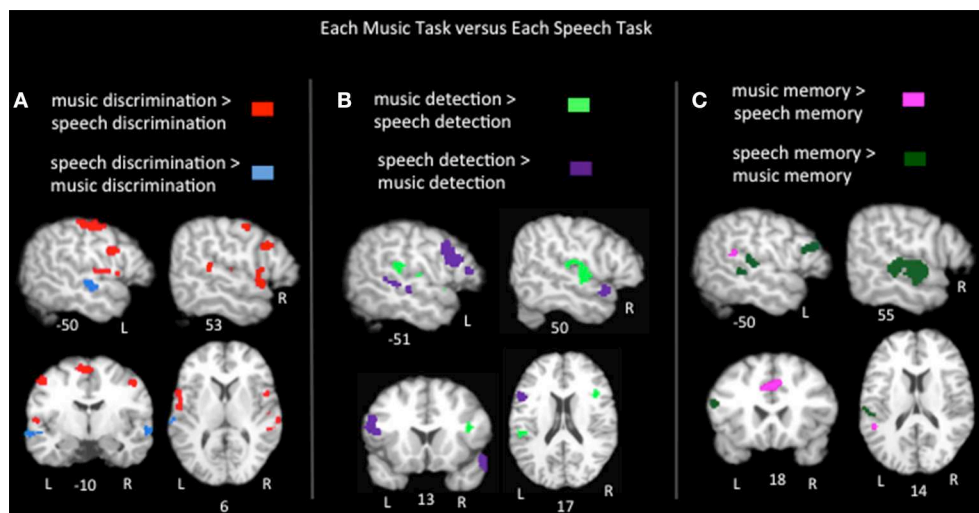 Each Music Task versus Each Speech Task
A
music discrimination >
speech discrimination
speech discrimination >
music discrimination
-50
L
53
R
L
-10
R
L
6
R
B
music detection >
speech detection
speech detection >
music detection
-51
L
50
R
L
13
R
L
17
R
C
music memory >
speech memory
speech memory >
music memory
-50
L
55
R
L
18
R
L
14
R